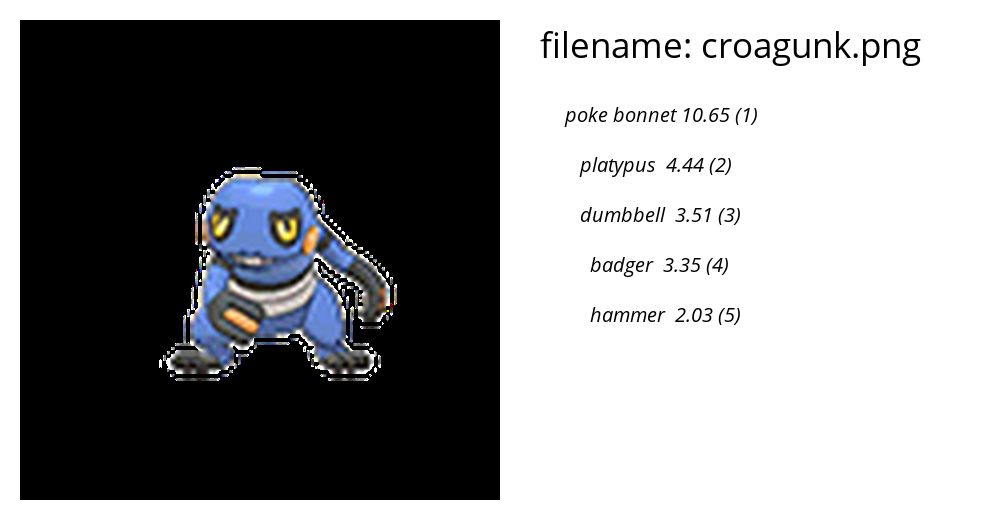 filename: croagunk.png
poke bonnet 10.65 (1)
platypus 4.44 (2)
dumbbell 3.51 (3)
badger 3.35 (4)
hammer 2.03 (5)